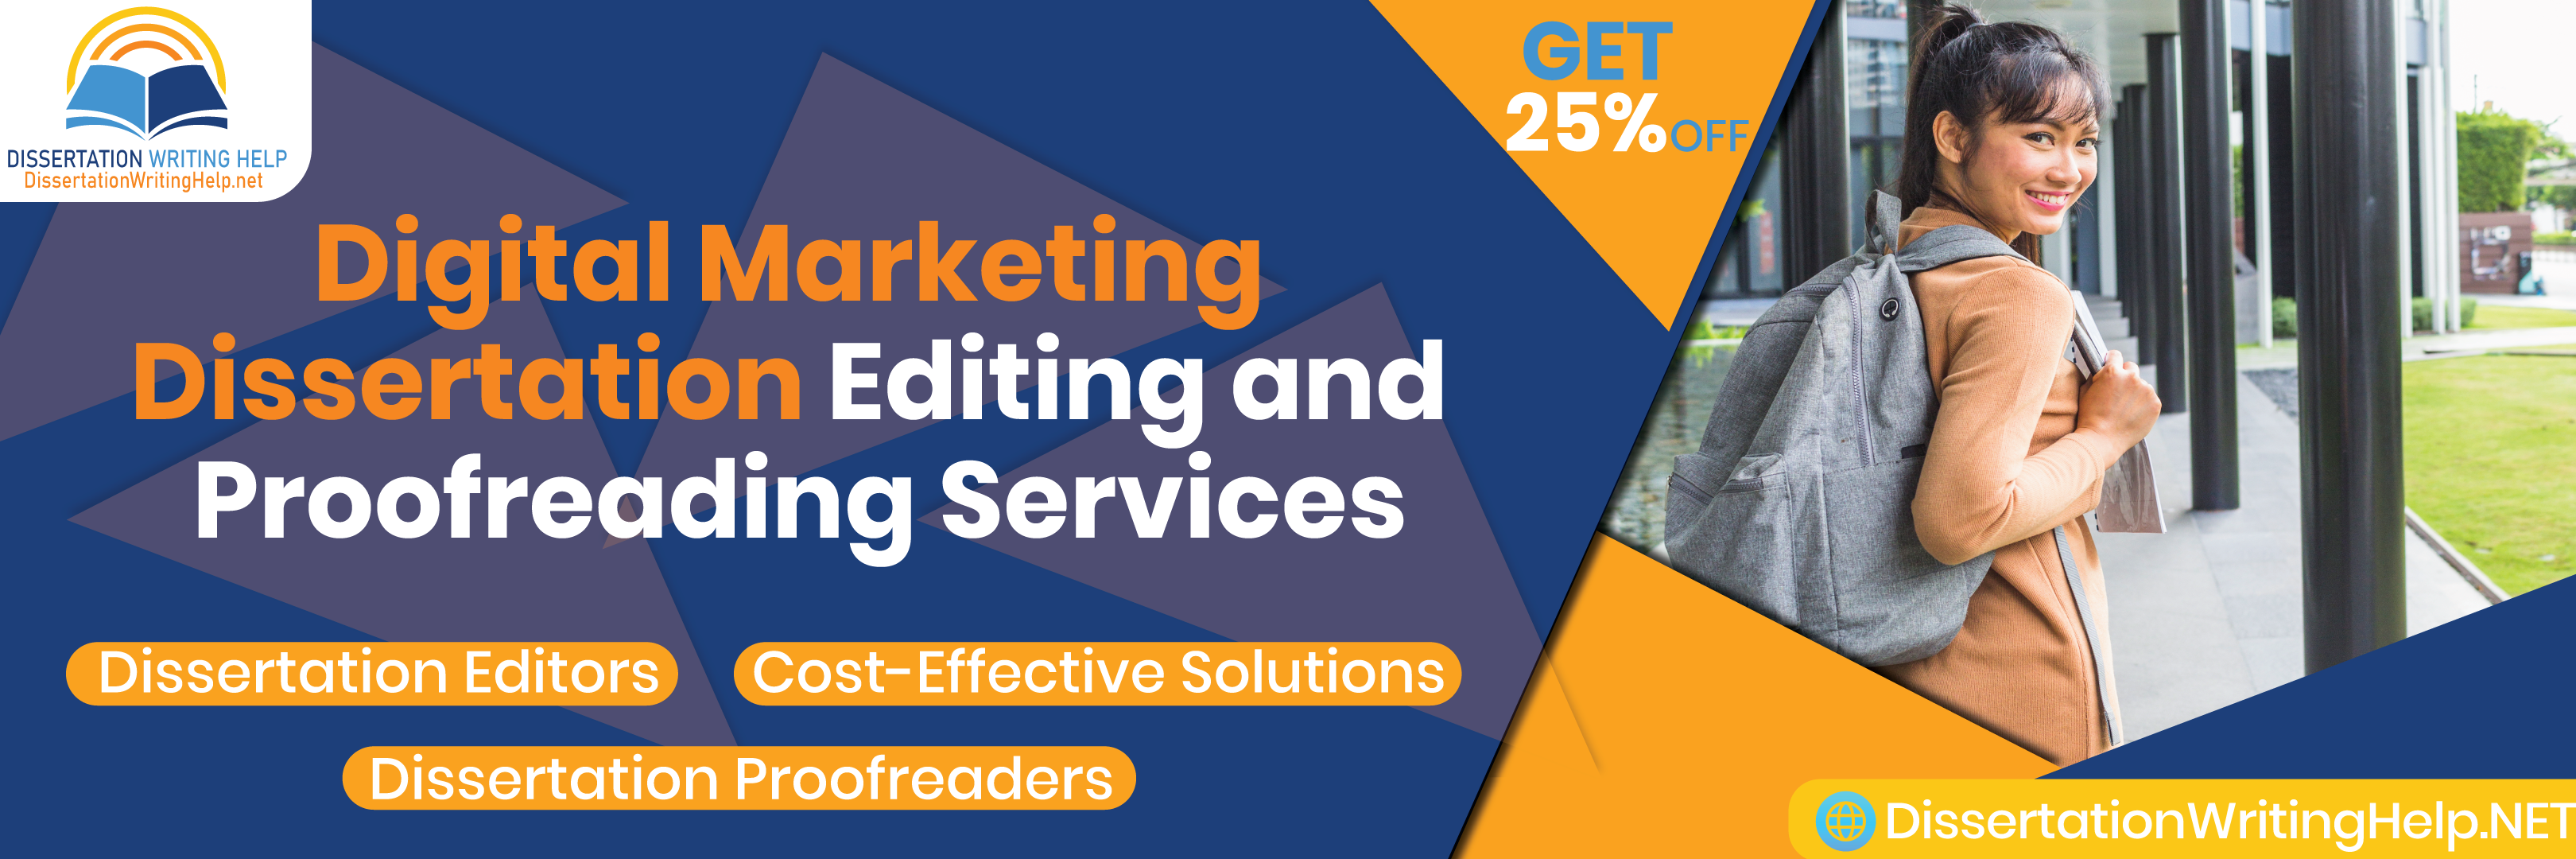 DISSERTATION WRITING HELP
DissertationWritingHelp.net
GET
25% OFF
Digital Marketing
Dissertation Editing and
Proofreading Services
Dissertation Editors
Cost-Effective Solutions
Dissertation Proofreaders
DissertationWritingHelp.NET